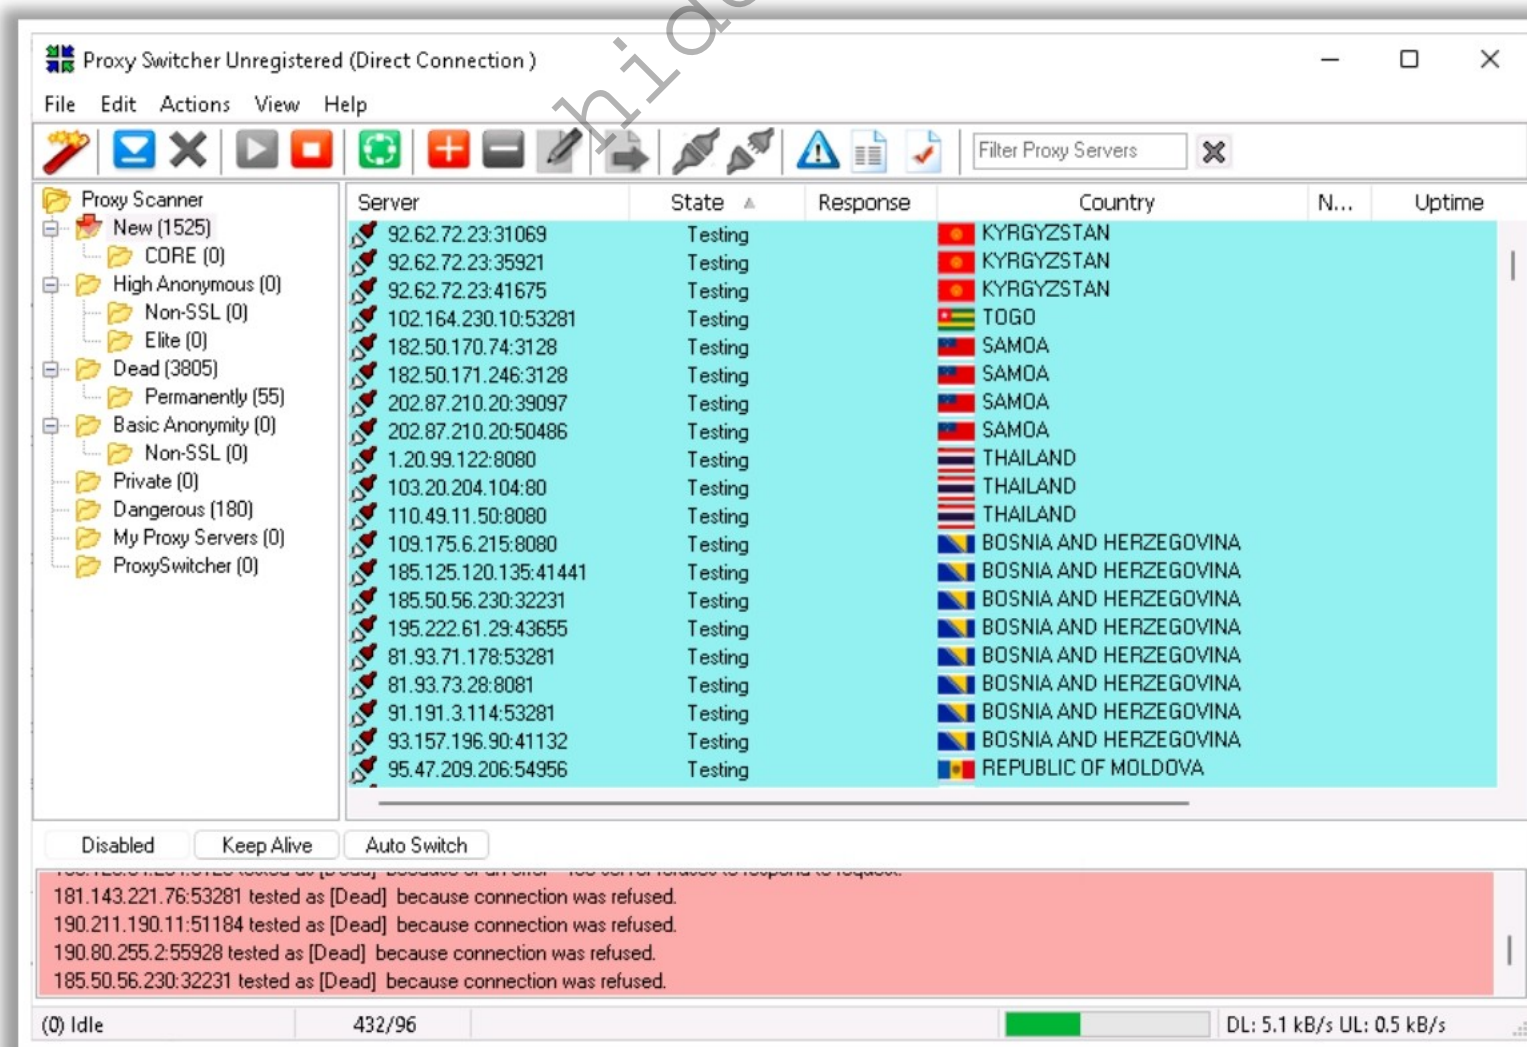 Proxy Switcher Unregistered (Direct Connection )
File Edit Actions View Help
Filter Proxy Servers
Proxy Scanner
New (1525)
CORE (0)
High Anonymous (0)
Non-SSL (0)
Elite (0)
Dead (3805)
Permanently (55)
Basic Anonymity (0)
Non-SSL (0)
Private (0)
Dangerous (180)
My Proxy Servers (0)
ProxySwitcher (0)
Server State Response Country N... Uptime
92.62.72.23:31069 Testing KYRGYZSTAN
92.62.72.23:35921 Testing KYRGYZSTAN
92.62.72.23:41675 Testing KYRGYZSTAN
102.164.230.10:53281 Testing TOGO
182.50.170.74:3128 Testing SAMOA
182.50.171.246:3128 Testing SAMOA
202.87.210.20:39097 Testing SAMOA
202.87.210.20:50486 Testing SAMOA
1.20.99.122:8080 Testing THAILAND
103.20.204.104:80 Testing THAILAND
110.49.11.50:8080 Testing THAILAND
109.175.6.215:8080 Testing BOSNIA AND HERZEGOVINA
185.125.120.135:41441 Testing BOSNIA AND HERZEGOVINA
185.50.56.230:32231 Testing BOSNIA AND HERZEGOVINA
195.222.61.29:43655 Testing BOSNIA AND HERZEGOVINA
81.93.71.178:53281 Testing BOSNIA AND HERZEGOVINA
81.93.73.28:8081 Testing BOSNIA AND HERZEGOVINA
91.191.3.114:53281 Testing BOSNIA AND HERZEGOVINA
93.157.196.90:41132 Testing BOSNIA AND HERZEGOVINA
95.47.209.206:54956 Testing REPUBLIC OF MOLDOVA
Disabled Keep Alive Auto Switch
181.143.221.76:53281 tested as [Dead] because connection was refused.
190.211.190.11:51184 tested as [Dead] because connection was refused.
190.80.255.2:55928 tested as [Dead] because connection was refused.
185.50.56.230:32231 tested as [Dead] because connection was refused.
(0) Idle 432/96 DL: 5.1 kB/s UL: 0.5 kB/s